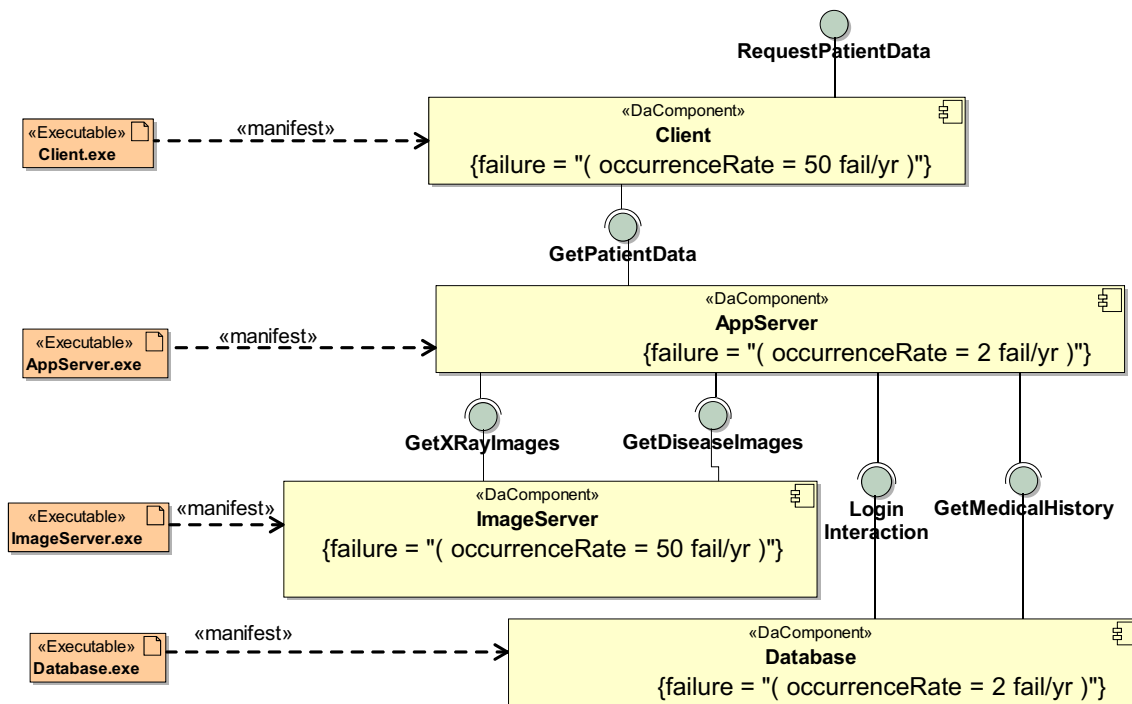 RequestPatientData
«DaComponent»
Client
{failure = "( occurrenceRate = 50 fail/yr )"}
«Executable»
Client.exe
«manifest»
GetPatientData
«DaComponent»
AppServer
{failure = "( occurrenceRate = 2 fail/yr )"}
«Executable»
AppServer.exe
«manifest»
GetXRayImages
GetDiseaseImages
Login
Interaction
GetMedicalHistory
«DaComponent»
ImageServer
{failure = "( occurrenceRate = 50 fail/yr )"}
«Executable»
ImageServer.exe
«manifest»
«DaComponent»
Database
{failure = "( occurrenceRate = 2 fail/yr )"}
«Executable»
Database.exe
«manifest»